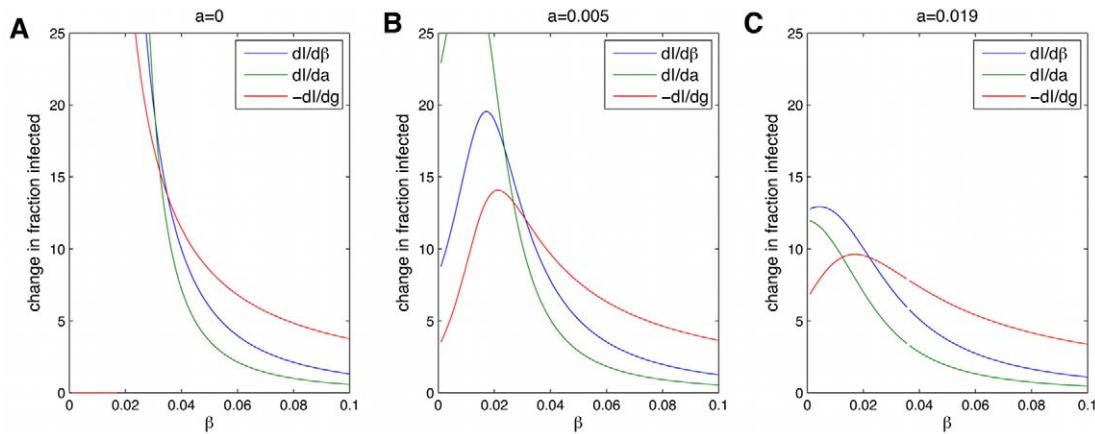 A
a=0
change in fraction infected
25
20
15
10
5
0
0 0.02 0.04 0.06 0.08 0.1
β
dI/dβ
dI/da
-dI/dg
B
a=0.005
change in fraction infected
25
20
15
10
5
0
0 0.02 0.04 0.06 0.08 0.1
β
dI/dβ
dI/da
-dI/dg
C
a=0.019
change in fraction infected
25
20
15
10
5
0
0 0.02 0.04 0.06 0.08 0.1
β
dI/dβ
dI/da
-dI/dg